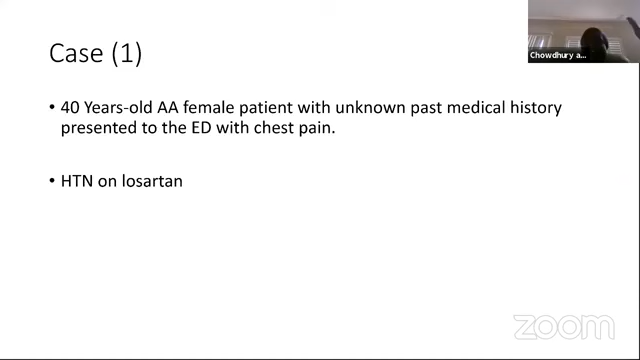 Chowdhury a...
Case (1)
• 40 Years-old AA female patient with unknown past medical history
presented to the ED with chest pain.
• HTN on losartan
zoom